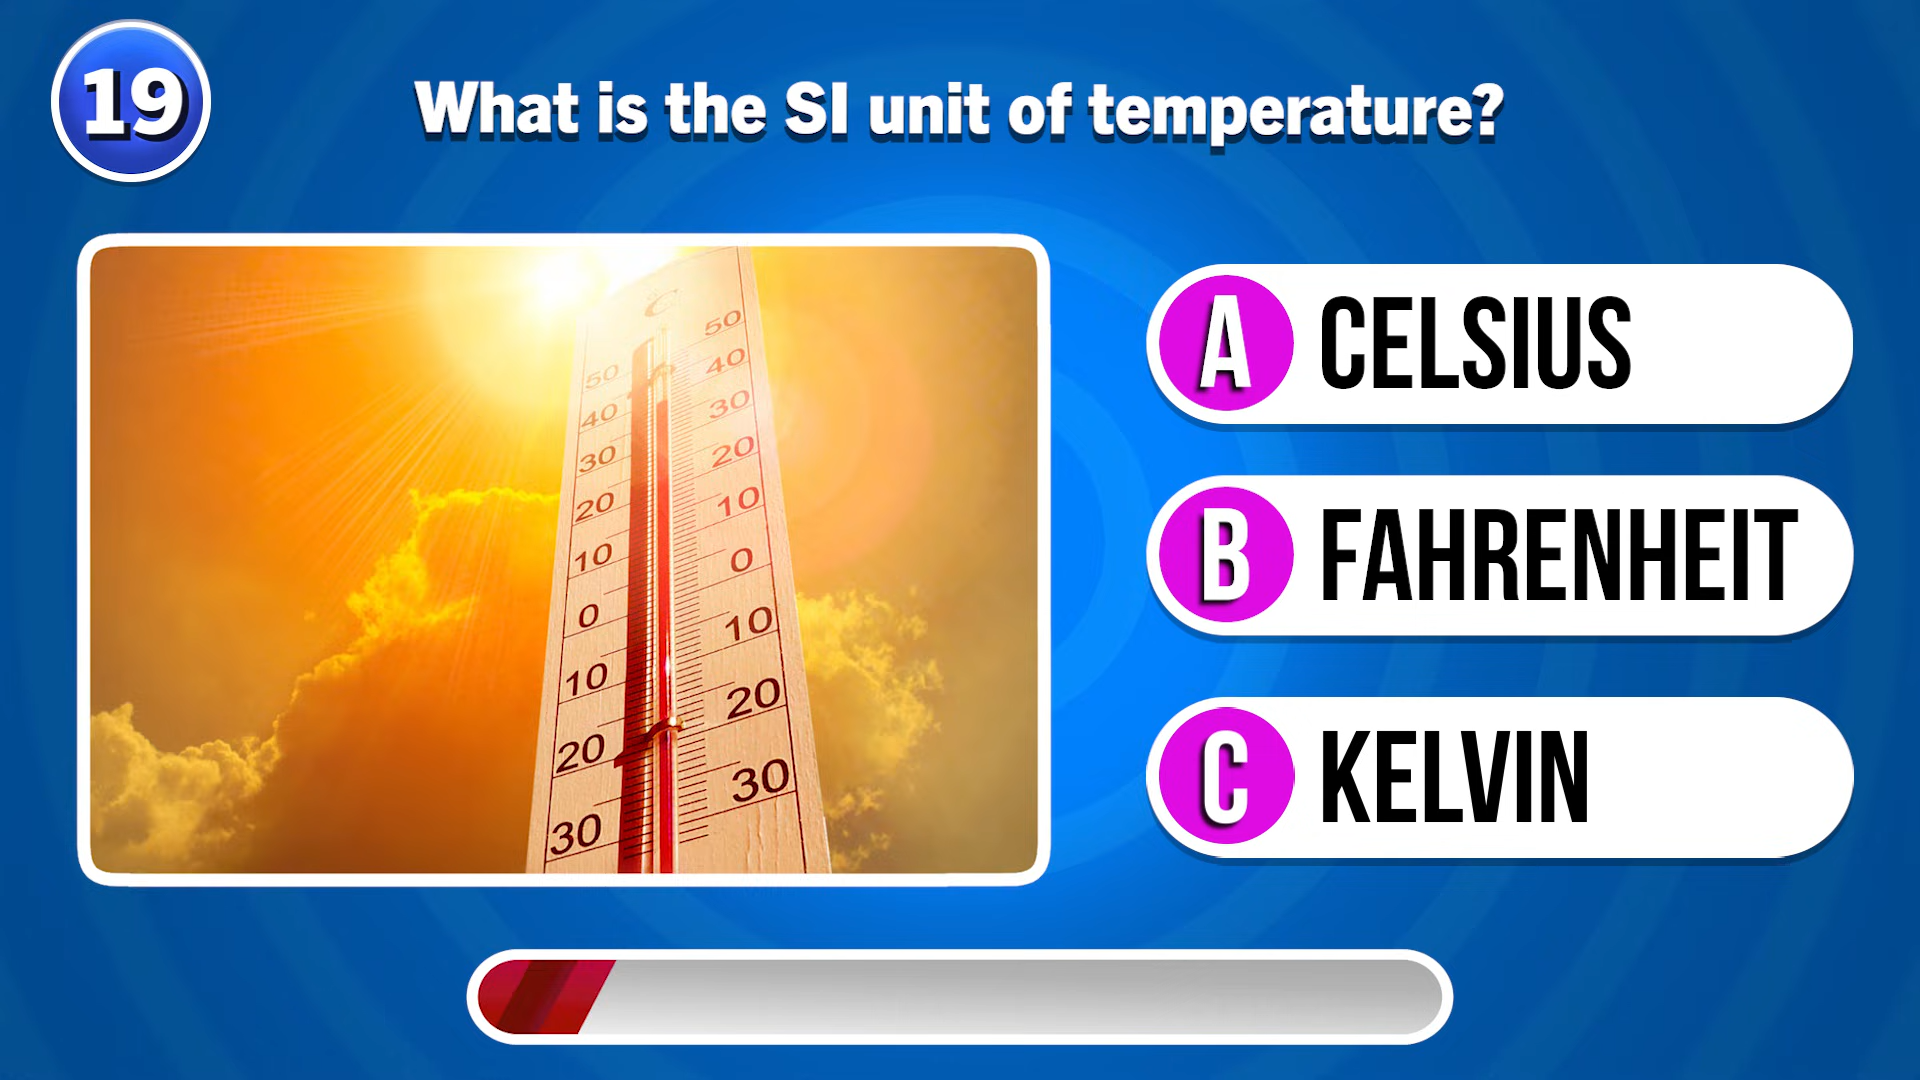 19
What is the SI unit of temperature?
C
50 50
40 40
30 30
20 20
10 10
0 0
10 10
20 20
30 30
A CELSIUS
B FAHRENHEIT
C KELVIN